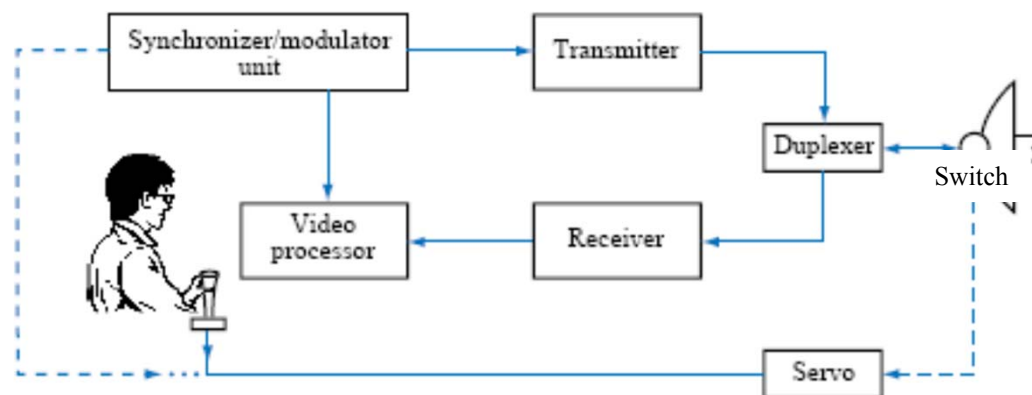 Synchronizer/modulator
unit
Transmitter
Duplexer
Switch
Video
processor
Receiver
Servo